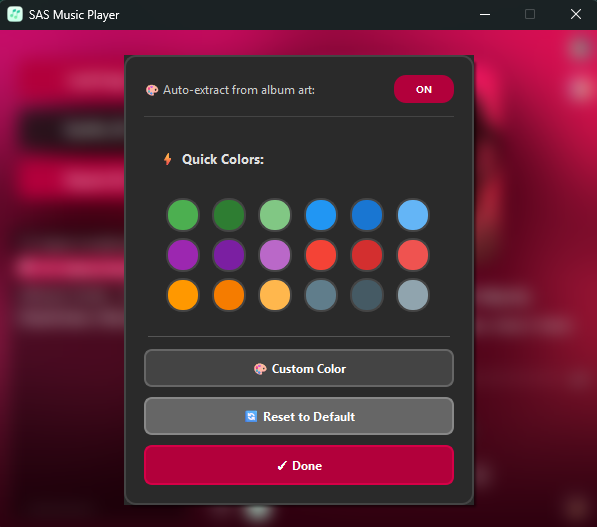 SAS Music Player
Auto-extract from album art:
ON
Quick Colors:
Custom Color
Reset to Default
✓ Done